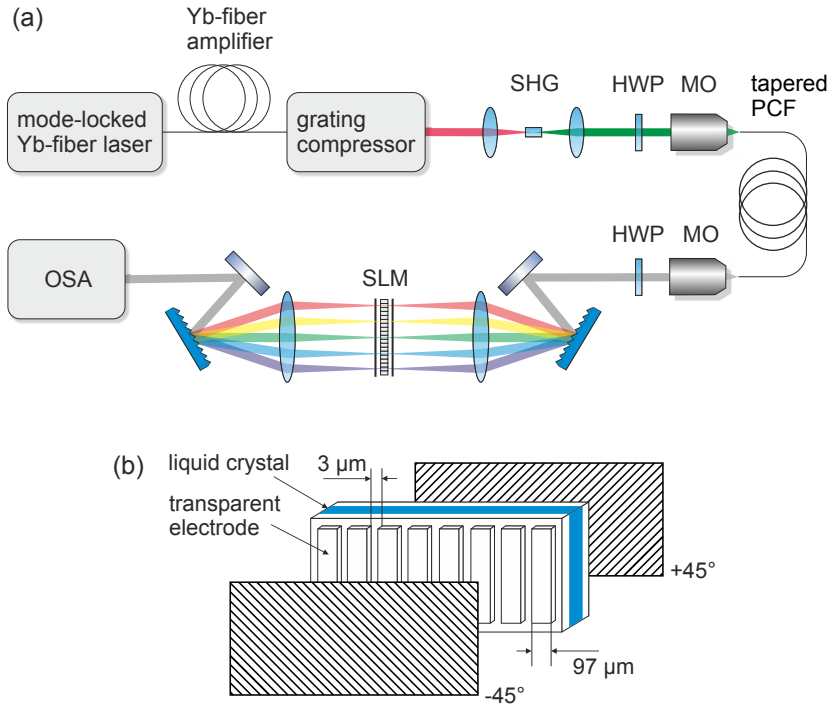 (a)
Yb-fiber
amplifier
mode-locked
Yb-fiber laser
grating
compressor
SHG
HWP
MO
tapered
PCF
OSA
SLM
HWP
MO
(b)
liquid crystal
3 µm
transparent
electrode
+45°
97 µm
-45°